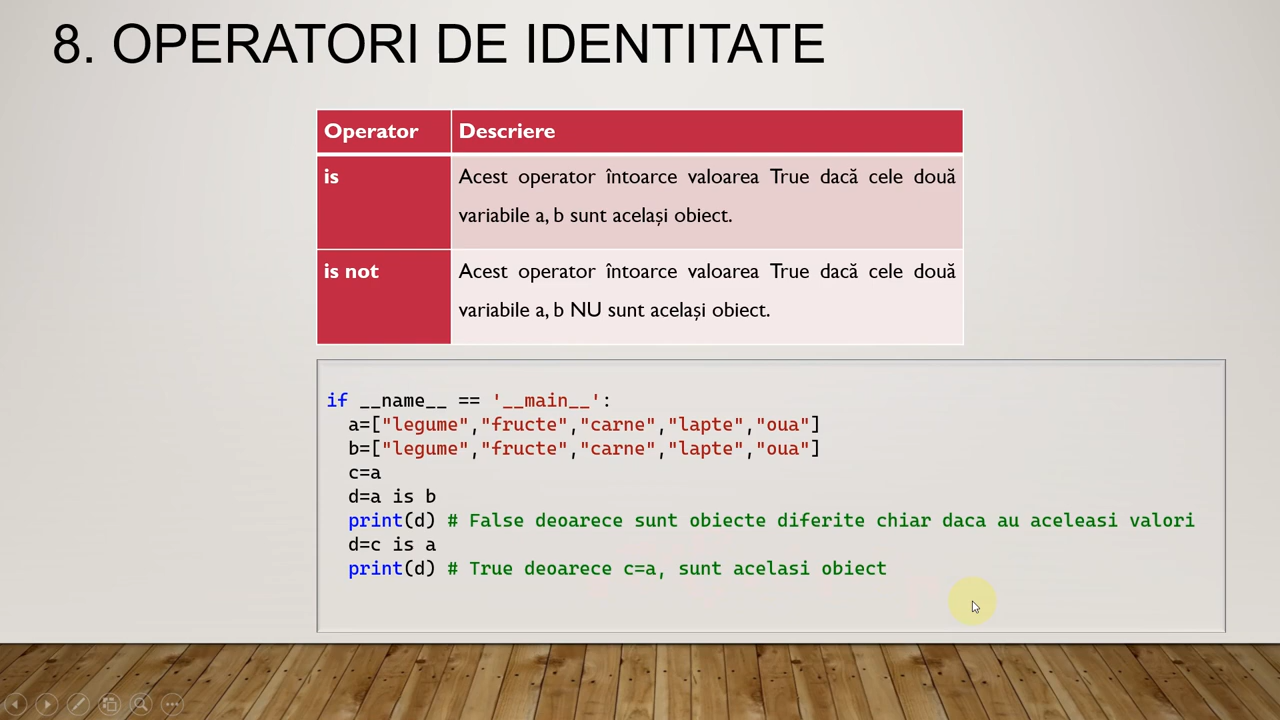 8. OPERATORI DE IDENTITATE
Operator Descriere
is Acest operator întoarce valoarea True dacă cele două
variabile a, b sunt același obiect.
is not Acest operator întoarce valoarea True dacă cele două
variabile a, b NU sunt același obiect.
if __name__ == '__main__':
a=["legume","fructe","carne","lapte","oua"]
b=["legume","fructe","carne","lapte","oua"]
c=a
d=a is b
print(d) # False deoarece sunt obiecte diferite chiar daca au aceleasi valori
d=c is a
print(d) # True deoarece c=a, sunt acelasi obiect